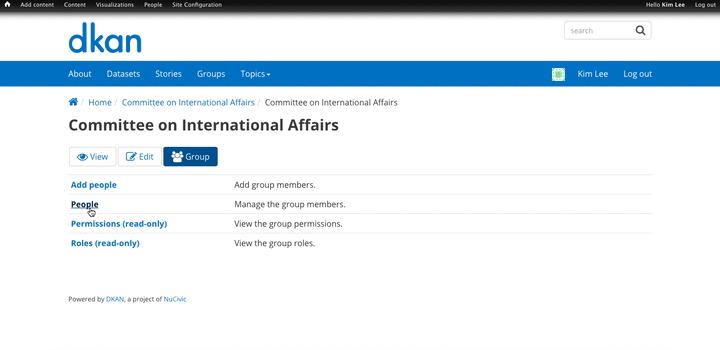 Add content Content Visualizations People Site Configuration Hello Kim Lee Log out
dkan
search
About Datasets Stories Groups Topics Kim Lee Log out
/ Home / Committee on International Affairs / Committee on International Affairs
Committee on International Affairs
View Edit Group
Add people Add group members.
People Manage the group members.
Permissions (read-only) View the group permissions.
Roles (read-only) View the group roles.
Powered by DKAN, a project of NuCivic